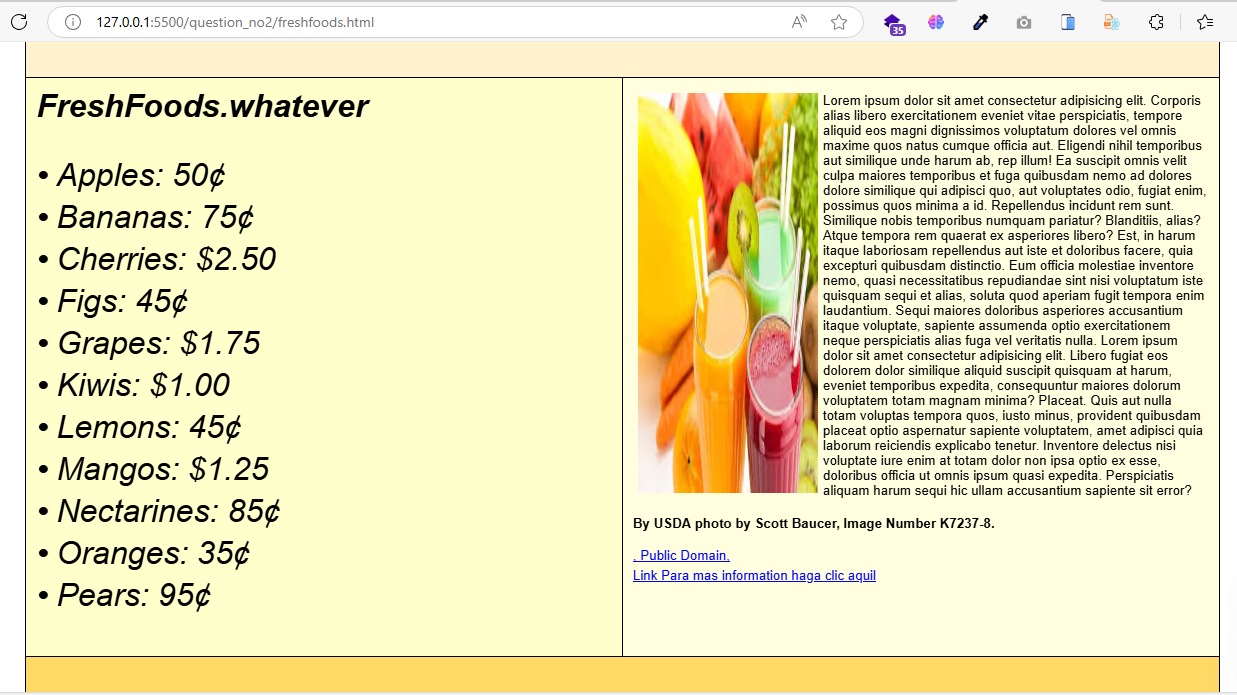 127.0.0.1:5500/question_no2/freshfoods.html
35
FreshFoods.whatever
• Apples: 50¢
• Bananas: 75¢
• Cherries: $2.50
• Figs: 45¢
• Grapes: $1.75
• Kiwis: $1.00
• Lemons: 45¢
• Mangos: $1.25
• Nectarines: 85¢
• Oranges: 35¢
• Pears: 95¢
Lorem ipsum dolor sit amet consectetur adipisicing elit. Corporis
alias libero exercitationem eveniet vitae perspiciatis, tempore
aliquid eos magni dignissimos voluptatum dolores vel omnis
maxime quos natus cumque officia aut. Eligendi nihil temporibus
aut similique unde harum ab, rep illum! Ea suscipit omnis velit
culpa maiores temporibus et fuga quibusdam nemo ad dolores
dolore similique qui adipisci quo, aut voluptates odio, fugiat enim,
possimus quos minima a id. Repellendus incidunt rem sunt.
Similique nobis temporibus numquam pariatur? Blanditiis, alias?
Atque tempora rem quaerat ex asperiores libero? Est, in harum
itaque laboriosam repellendus aut iste et doloribus facere, quia
excepturi quibusdam distinctio. Eum officia molestiae inventore
nemo, quasi necessitatibus repudiandae sint nisi voluptatum iste
quisquam sequi et alias, soluta quod aperiam fugit tempora enim
laudantium. Sequi maiores doloribus asperiores accusantium
itaque voluptate, sapiente assumenda optio exercitationem
neque perspiciatis alias fuga vel veritatis nulla. Lorem ipsum
dolor sit amet consectetur adipisicing elit. Libero fugiat eos
dolorem dolor similique aliquid suscipit quisquam at harum,
eveniet temporibus expedita, consequuntur maiores dolorum
voluptatem totam magnam minima? Placeat. Quis aut nulla
totam voluptas tempora quos, iusto minus, provident quibusdam
placeat optio aspernatur sapiente voluptatem, amet adipisci quia
laborum reiciendis explicabo tenetur. Inventore delectus nisi
voluptate iure enim at totam dolor non ipsa optio ex esse,
doloribus officia ut omnis ipsum quasi expedita. Perspiciatis
aliquam harum sequi hic ullam accusantium sapiente sit error?
By USDA photo by Scott Baucer, Image Number K7237-8.
, Public Domain,
Link Para mas information haga clic aquil